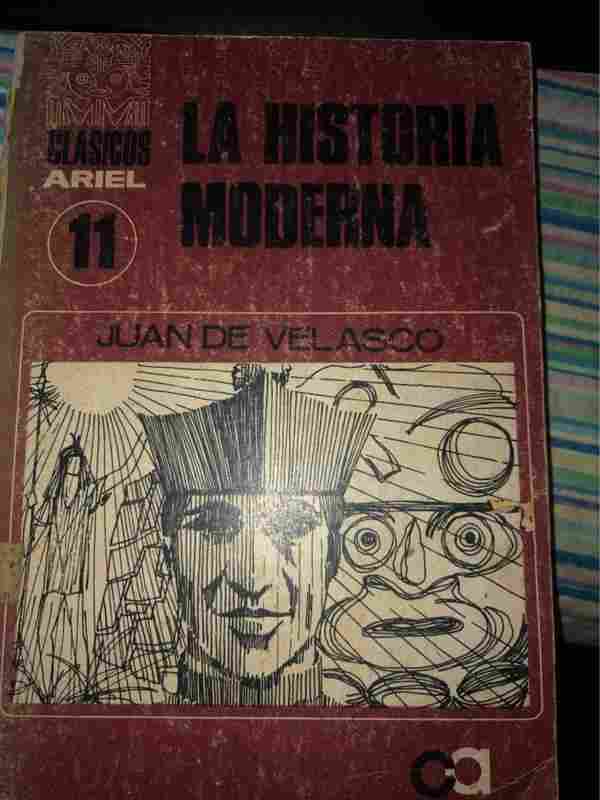 CLASICOS
ARIEL
11
LA HISTORIA
MODERNA
JUAN DE VELASCO
ca